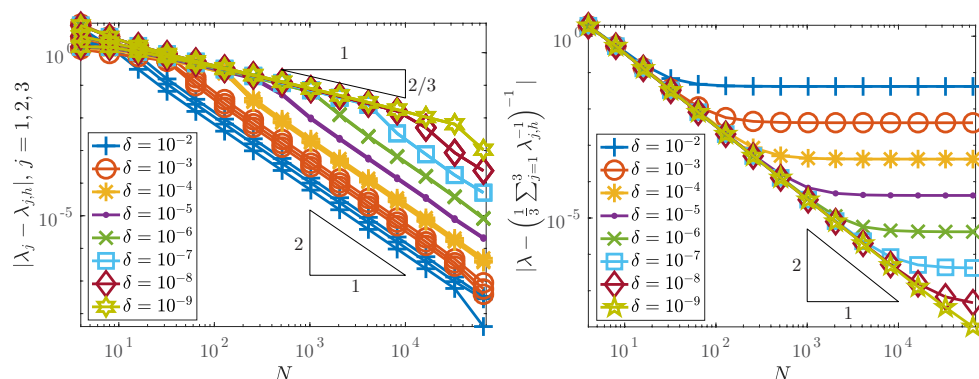 |λ_j − λ_{j,h}|, j = 1, 2, 3
10^0
10^{-5}
1
2/3
2
1
δ = 10^{-2}
δ = 10^{-3}
δ = 10^{-4}
δ = 10^{-5}
δ = 10^{-6}
δ = 10^{-7}
δ = 10^{-8}
δ = 10^{-9}
10^1
10^2
10^3
10^4
N
|λ − (1/3 ∑_{j=1}^3 λ_{j,h}^{-1})^{-1}|
10^0
10^{-5}
2
1
δ = 10^{-2}
δ = 10^{-3}
δ = 10^{-4}
δ = 10^{-5}
δ = 10^{-6}
δ = 10^{-7}
δ = 10^{-8}
δ = 10^{-9}
10^1
10^2
10^3
10^4
N